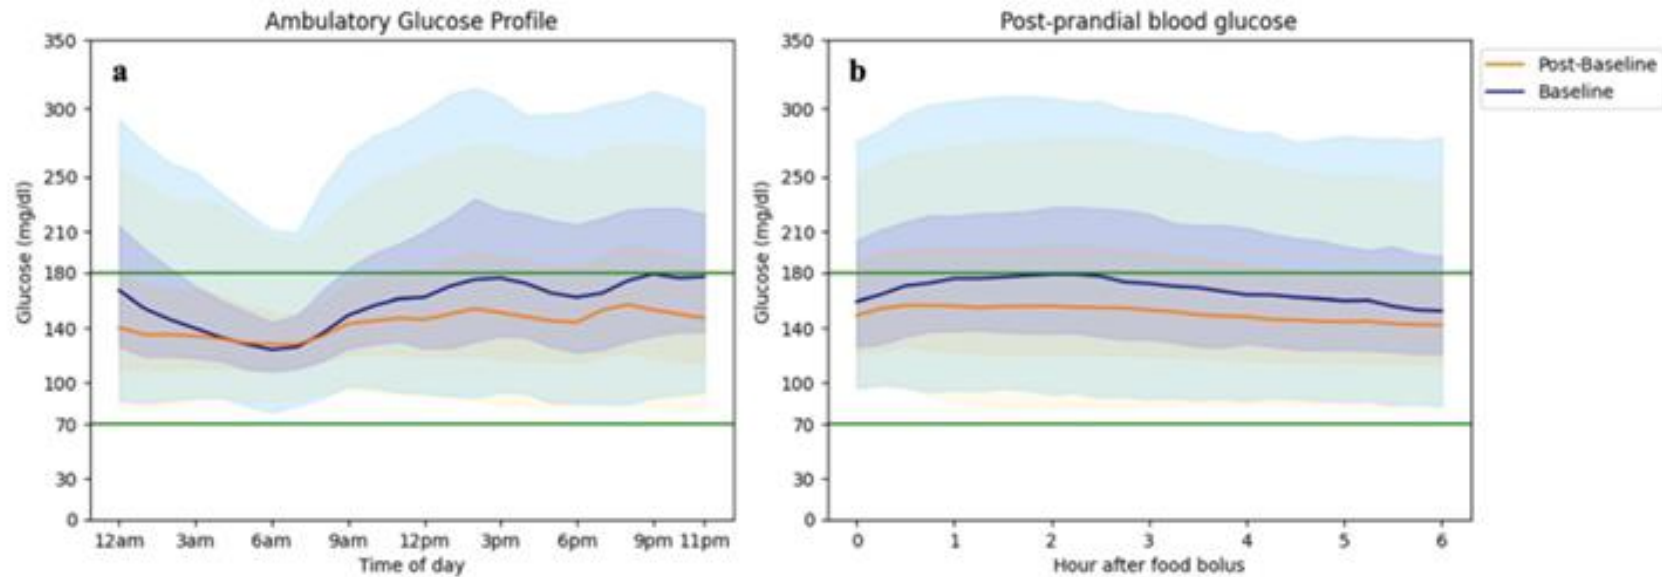 Ambulatory Glucose Profile
a
350
300
250
210
180
140
100
70
30
0
Glucose (mg/dl)
12am 3am 6am 9am 12pm 3pm 6pm 9pm 11pm
Time of day
Post-prandial blood glucose
b
350
300
250
210
180
140
100
70
30
0
Glucose (mg/dl)
0 1 2 3 4 5 6
Hour after food bolus
Post-Baseline
Baseline